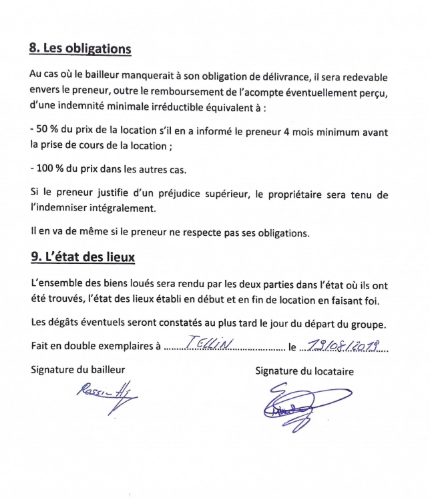 8. Les obligations
Au cas où le bailleur manquerait à son obligation de délivrance, il sera redevable
envers le preneur, outre le remboursement de l'acompte éventuellement perçu,
d'une indemnité minimale irréductible équivalent à :
- 50 % du prix de la location s'il en a informé le preneur 4 mois minimum avant
la prise de cours de la location ;
- 100 % du prix dans les autres cas.
Si le preneur justifie d'un préjudice supérieur, le propriétaire sera tenu de
l'indemniser intégralement.
Il en va de même si le preneur ne respecte pas ses obligations.
9. L'état des lieux
L'ensemble des biens loués sera rendu par les deux parties dans l'état où ils ont
été trouvés, l'état des lieux établi en début et en fin de location en faisant foi.
Les dégâts éventuels seront constatés au plus tard le jour du départ du groupe.
Fait en double exemplaires à TELLIN le 19/08/2019
Signature du bailleur Signature du locataire